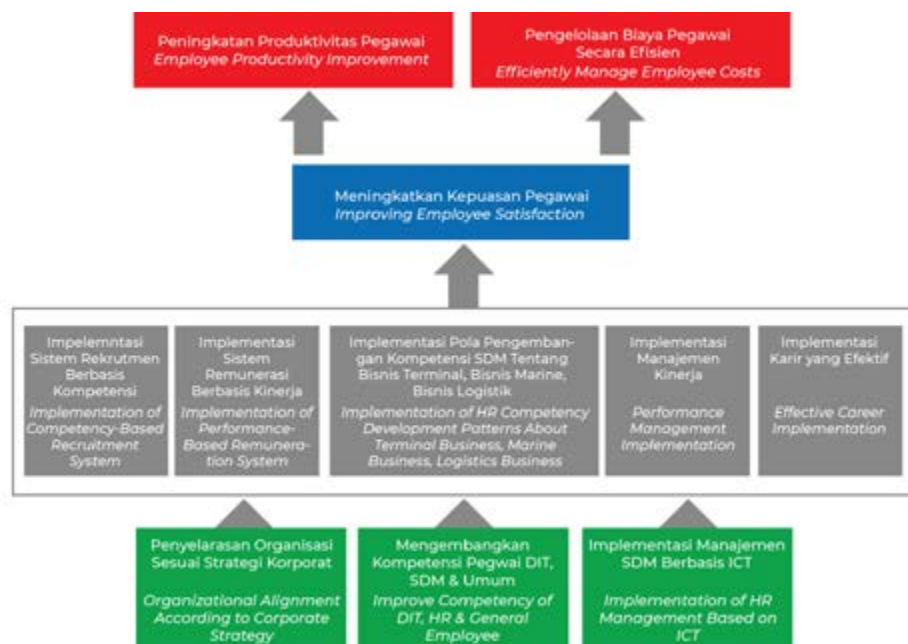 Peningkatan Produktivitas Pegawai
Employee Productivity Improvement
Pengelolaan Biaya Pegawai
Secara Efisien
Efficiently Manage Employee Costs
Meningkatkan Kepuasan Pegawai
Improving Employee Satisfaction
Impelemntasi
Sistem Rekrutmen
Berbasis
Kompetensi
Implementation of
Competency-Based
Recruitment
System
Implementasi
Sistem
Remunerasi
Berbasis Kinerja
Implementation of
Performance-
Based Remunera-
tion System
Implementasi Pola Pengemban-
gan Kompetensi SDM Tentang
Bisnis Terminal, Bisnis Marine,
Bisnis Logistik
Implementation of HR Competency
Development Patterns About
Terminal Business, Marine
Business, Logistics Business
Implementasi
Manajemen
Kinerja
Performance
Management
Implementation
Implementasi
Karir yang Efektif
Effective Career
Implementation
Penyelarasan Organisasi
Sesuai Strategi Korporat
Organizational Alignment
According to Corporate
Strategy
Mengembangkan
Kompetensi Pegwai DIT,
SDM & Umum
Improve Competency of
DIT, HR & General
Employee
Implementasi Manajemen
SDM Berbasis ICT
Implementation of HR
Management Based on
ICT